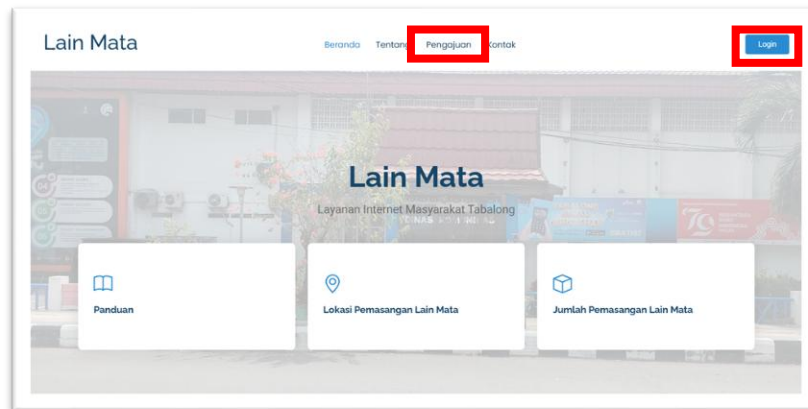 Lain Mata
Beranda Tentang Pengajuan Kontak
Login
Lain Mata
Layanan Internet Masyarakat Tabalong
Panduan
Lokasi Pemasangan Lain Mata
Jumlah Pemasangan Lain Mata